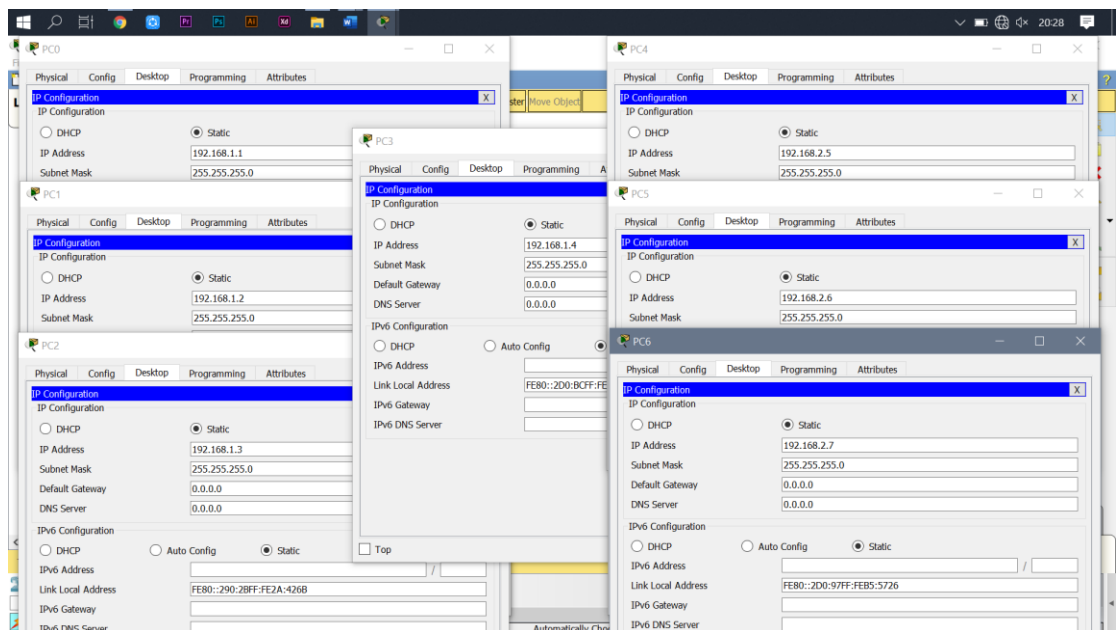 Pr Ps Ai Xd W 20:28
PC0
Physical Config Desktop Programming Attributes
IP Configuration X
IP Configuration
DHCP Static
IP Address 192.168.1.1
Subnet Mask 255.255.255.0
PC1
Physical Config Desktop Programming Attributes
IP Configuration
IP Configuration
DHCP Static
IP Address 192.168.1.2
Subnet Mask 255.255.255.0
PC2
Physical Config Desktop Programming Attributes
IP Configuration
IP Configuration
DHCP Static
IP Address 192.168.1.3
Subnet Mask 255.255.255.0
Default Gateway 0.0.0.0
DNS Server 0.0.0.0
IPv6 Configuration
DHCP Auto Config Static
IPv6 Address /
Link Local Address FE80::290:2BFF:FE2A:426B
IPv6 Gateway
IPv6 DNS Server
Move Object
PC3
Physical Config Desktop Programming A
IP Configuration
IP Configuration
DHCP Static
IP Address 192.168.1.4
Subnet Mask 255.255.255.0
Default Gateway 0.0.0.0
DNS Server 0.0.0.0
IPv6 Configuration
DHCP Auto Config
IPv6 Address
Link Local Address FE80::2D0:BCFF:FE
IPv6 Gateway
IPv6 DNS Server
Top
Automatically Cho
PC4
Physical Config Desktop Programming Attributes
IP Configuration X
IP Configuration
DHCP Static
IP Address 192.168.2.5
Subnet Mask 255.255.255.0
PC5
Physical Config Desktop Programming Attributes
IP Configuration X
IP Configuration
DHCP Static
IP Address 192.168.2.6
Subnet Mask 255.255.255.0
PC6
Physical Config Desktop Programming Attributes
IP Configuration X
IP Configuration
DHCP Static
IP Address 192.168.2.7
Subnet Mask 255.255.255.0
Default Gateway 0.0.0.0
DNS Server 0.0.0.0
IPv6 Configuration
DHCP Auto Config Static
IPv6 Address /
Link Local Address FE80::2D0:97FF:FEB5:5726
IPv6 Gateway
IPv6 DNS Server